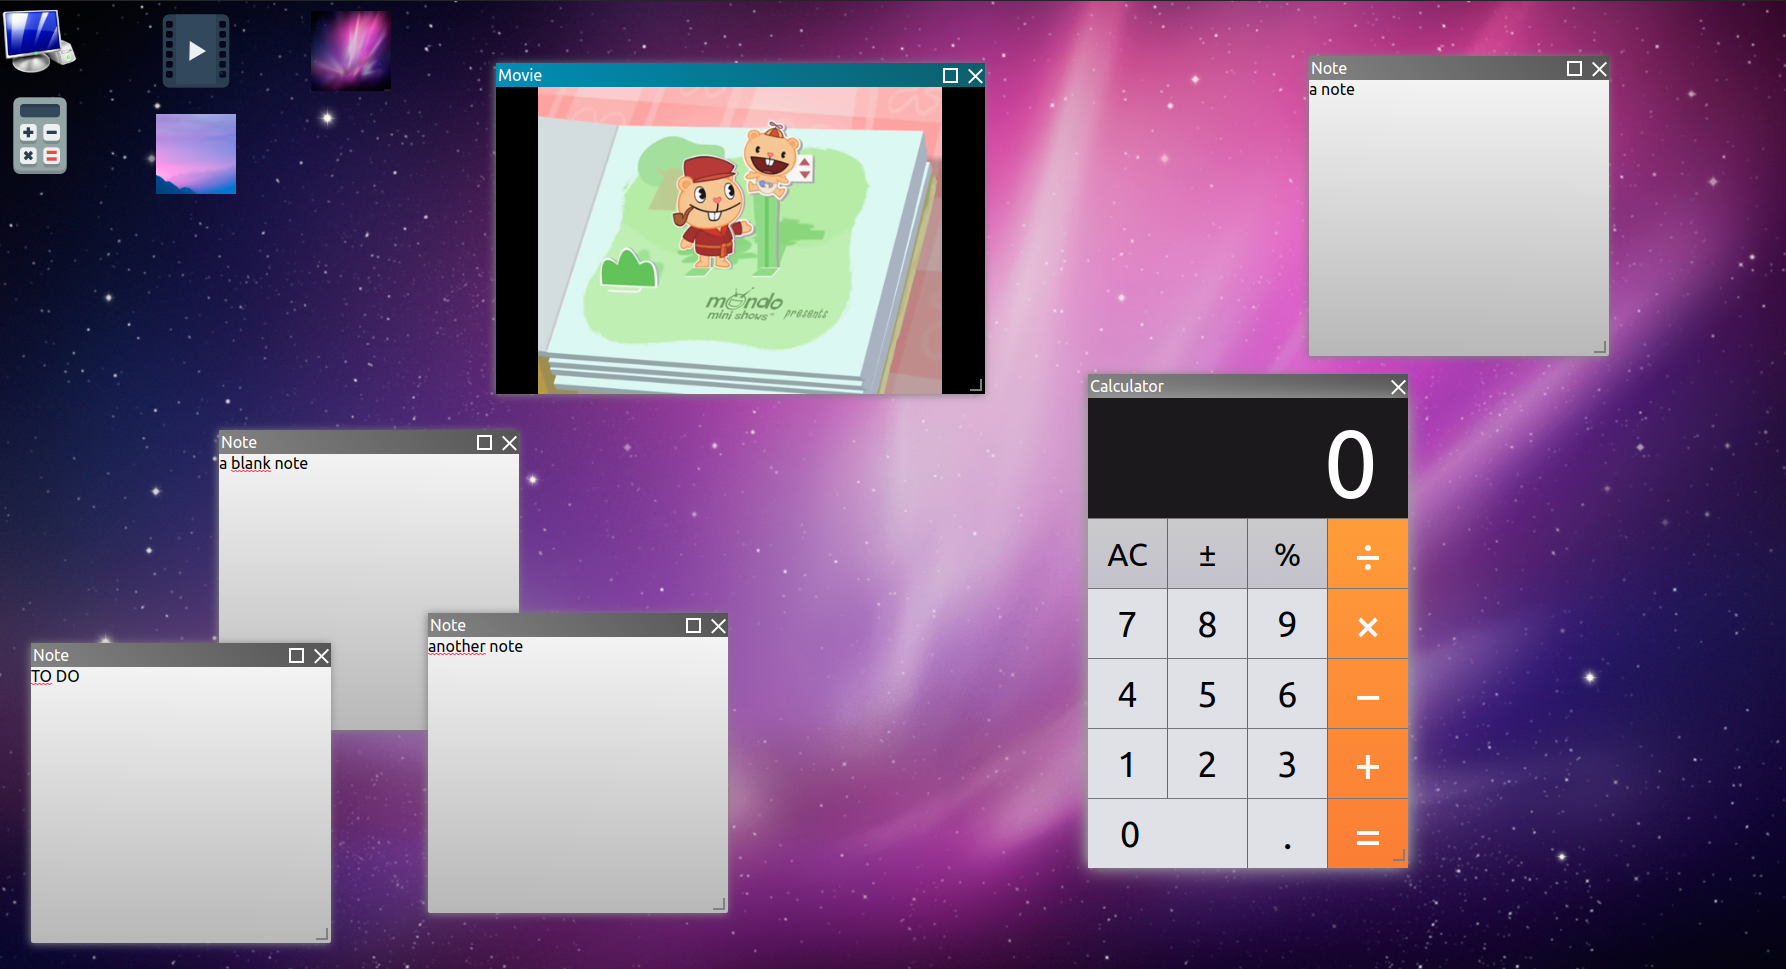 Movie
mondo
mini shows™ presents
Note
a note
Calculator
0
AC ± % ÷
7 8 9 ×
4 5 6 −
1 2 3 +
0 . =
Note
a blank note
Note
another note
Note
TO DO